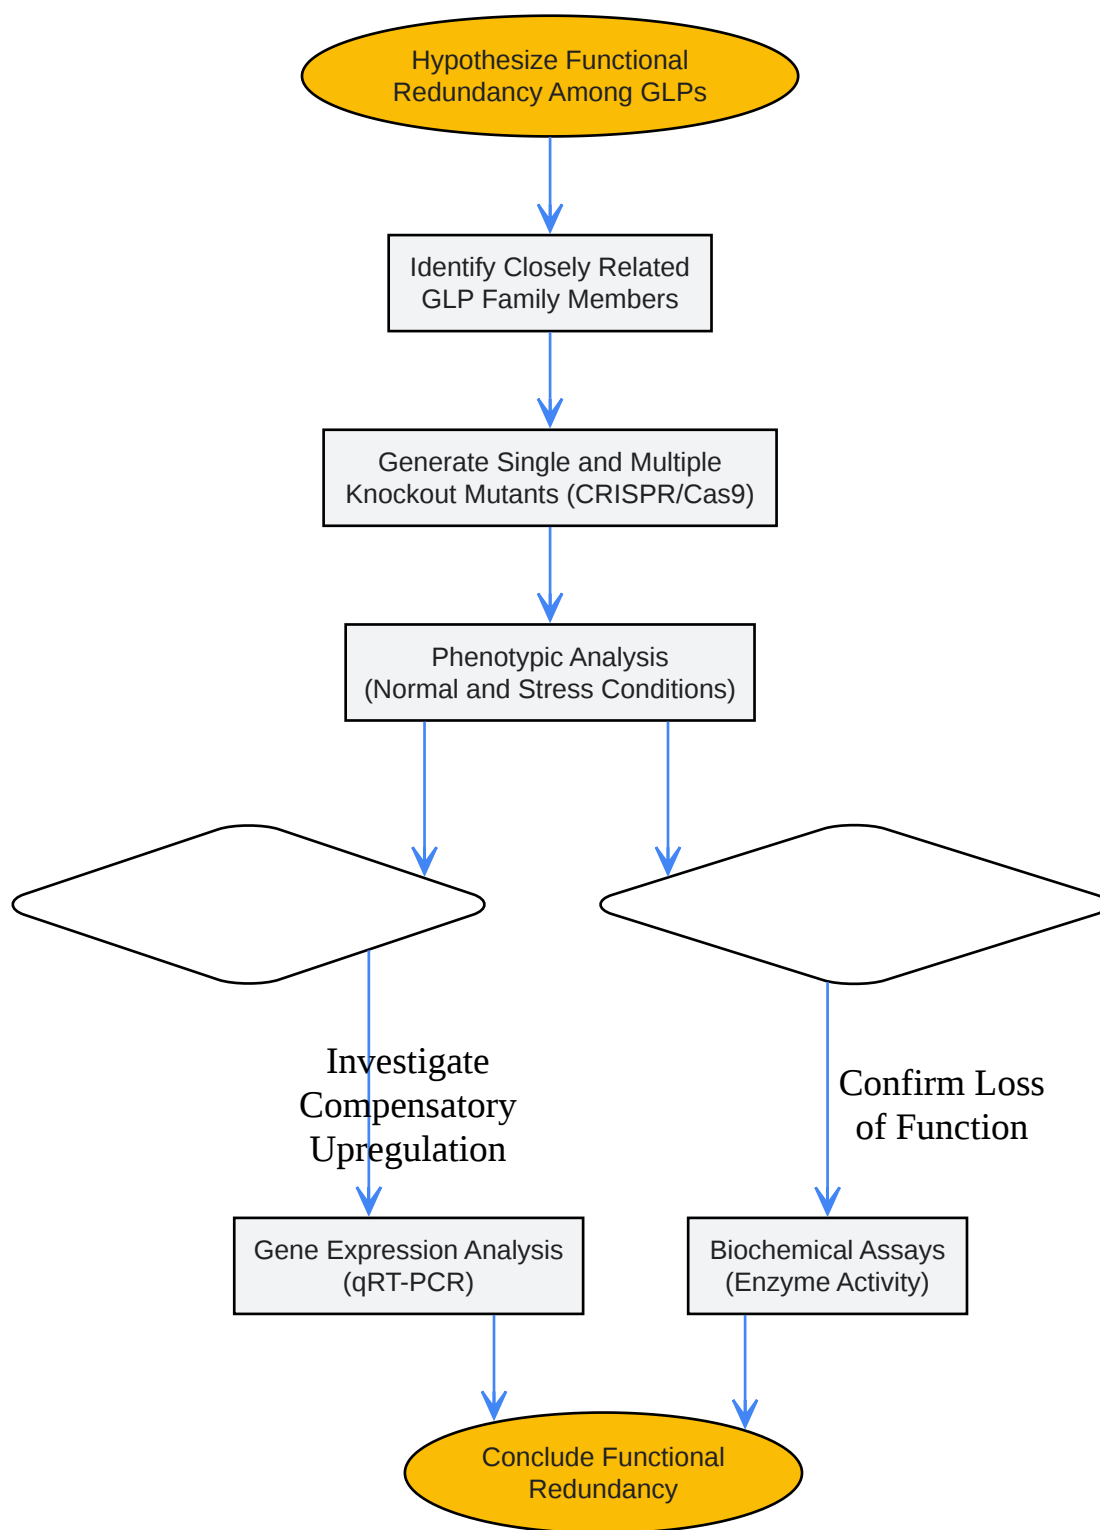 Hypothesize Functional
Redundancy Among GLPs
Identify Closely Related
GLP Family Members
Generate Single and Multiple
Knockout Mutants (CRISPR/Cas9)
Phenotypic Analysis
(Normal and Stress Conditions)
Investigate
Compensatory
Upregulation
Confirm Loss
of Function
Gene Expression Analysis
(qRT-PCR)
Biochemical Assays
(Enzyme Activity)
Conclude Functional
Redundancy